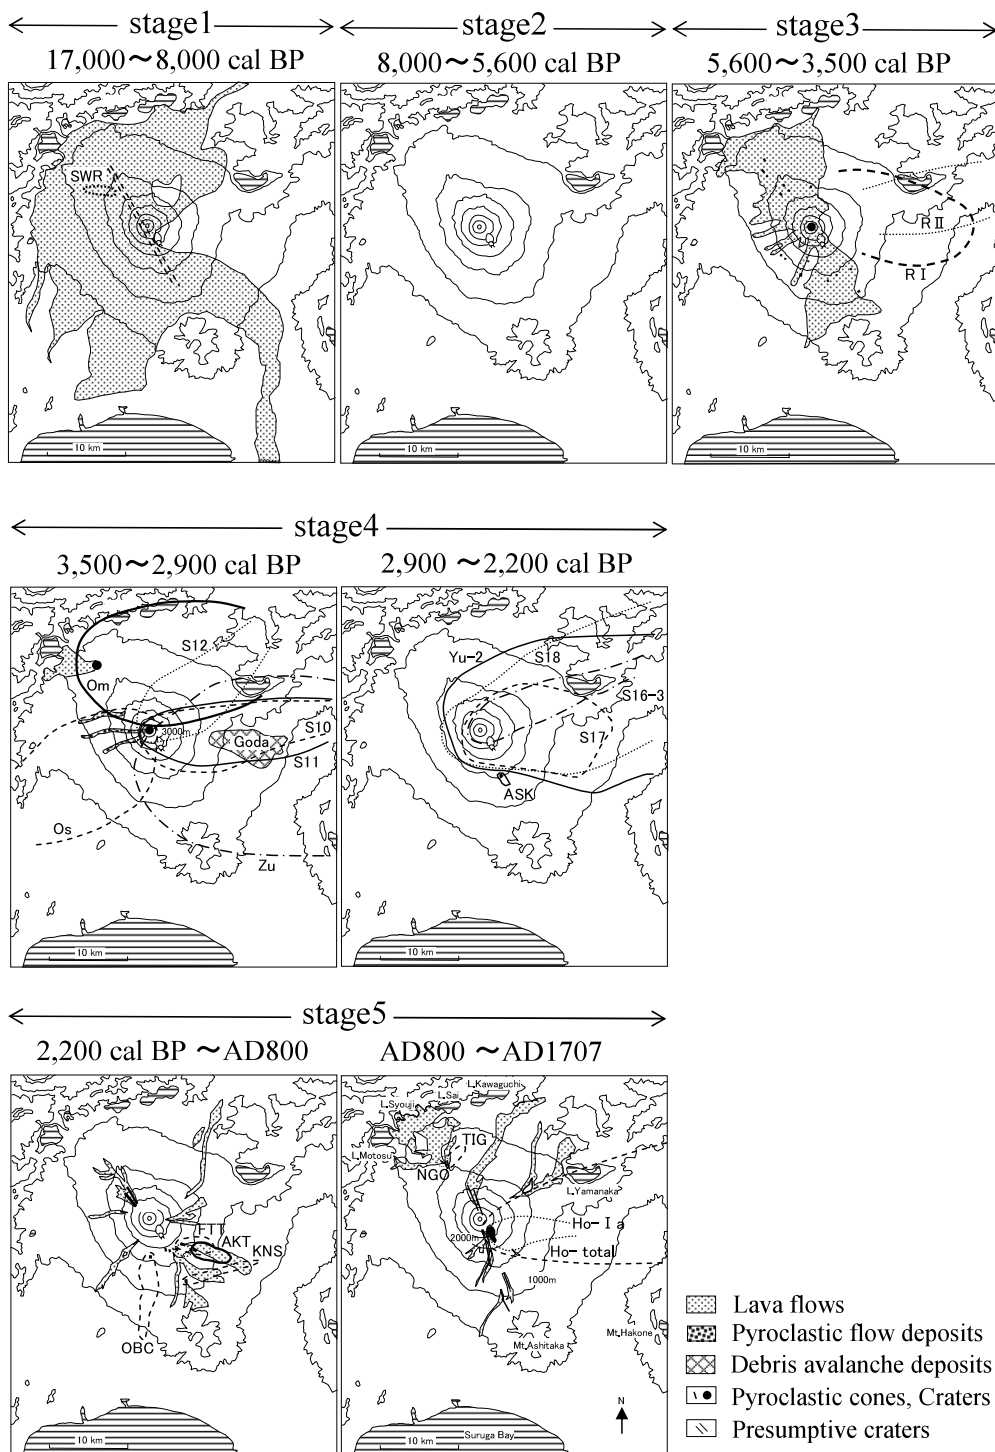 stage1
stage2
stage3
17,000～8,000 cal BP
8,000～5,600 cal BP
5,600～3,500 cal BP
SWR
RⅡ
RⅠ
10 km
10 km
10 km
stage4
3,500～2,900 cal BP
2,900～2,200 cal BP
S12
Om
3000m
S10
Goda
S11
Os
Zu
10 km
Yu-2
S18
S16-3
S17
ASK
10 km
stage5
2,200 cal BP ～AD800
AD800 ～AD1707
FTT
AKT
KNS
OBC
10 km
L.Kawaguchi
L.Sai
L.Syouji
TIG
L.Motosu
NGO
L.Yamanaka
Ho-Ⅰa
2000m
Ho-total
1000m
Mt.Hakone
Mt.Ashitaka
N
Suruga Bay
10 km
Lava flows
Pyroclastic flow deposits
Debris avalanche deposits
Pyroclastic cones, Craters
Presumptive craters